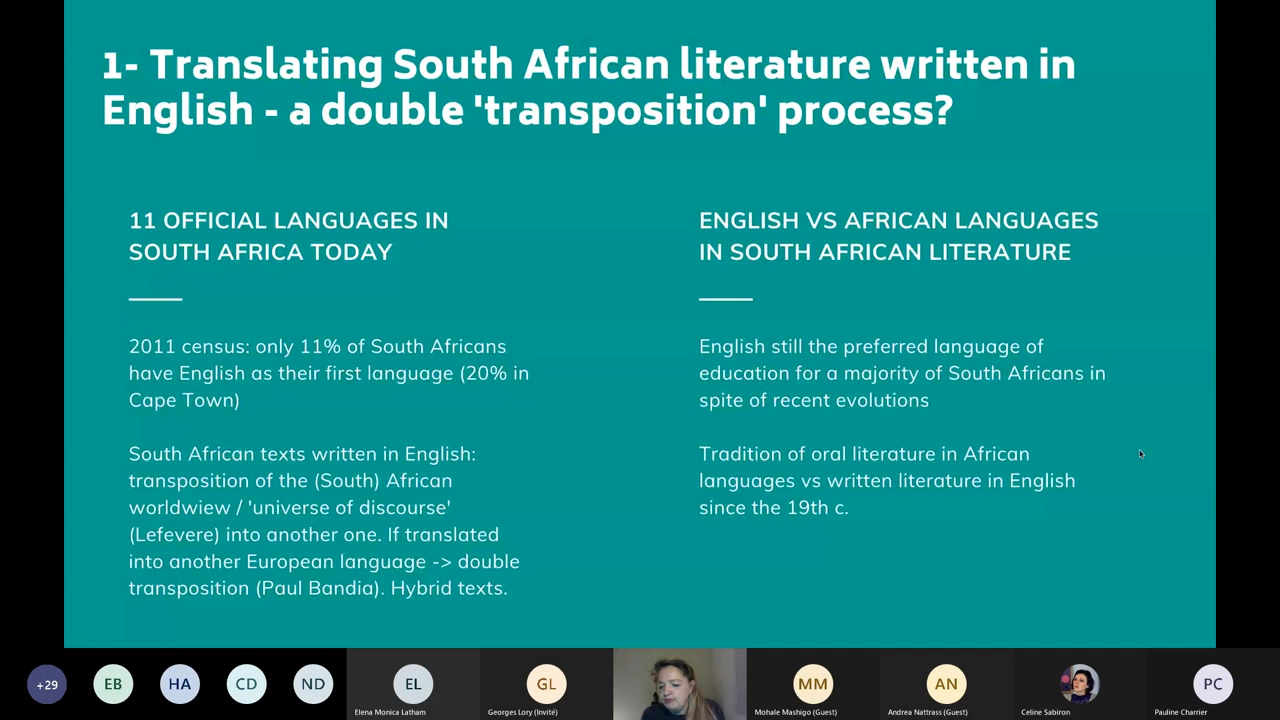 1- Translating South African literature written in
English - a double 'transposition' process?
11 OFFICIAL LANGUAGES IN
SOUTH AFRICA TODAY
2011 census: only 11% of South Africans
have English as their first language (20% in
Cape Town)
South African texts written in English:
transposition of the (South) African
worldwiew / 'universe of discourse'
(Lefevere) into another one. If translated
into another European language -> double
transposition (Paul Bandia). Hybrid texts.
ENGLISH VS AFRICAN LANGUAGES
IN SOUTH AFRICAN LITERATURE
English still the preferred language of
education for a majority of South Africans in
spite of recent evolutions
Tradition of oral literature in African
languages vs written literature in English
since the 19th c.
+29
EB
HA
CD
ND
EL
Elena Monica Latham
GL
Georges Lory (Invité)
MM
Mohale Mashigo (Guest)
AN
Andrea Nattrass (Guest)
Celine Sabiron
PC
Pauline Charrier